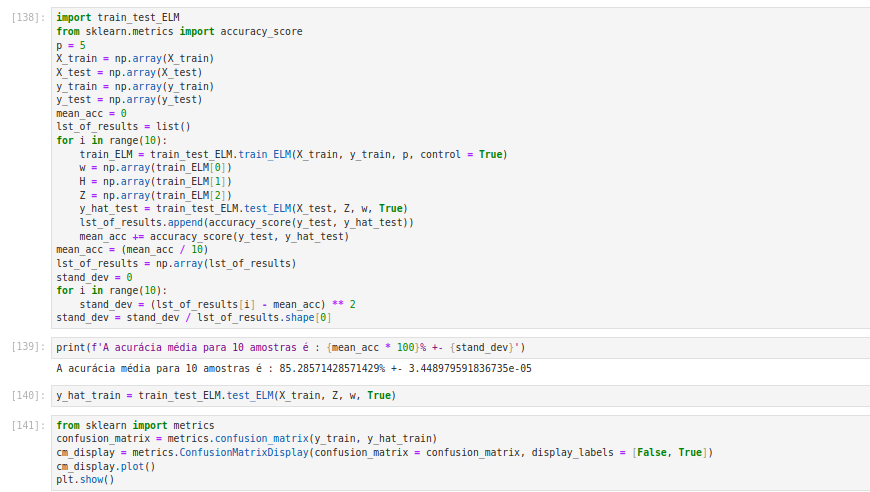 [138]: import train_test_ELM
from sklearn.metrics import accuracy_score
p = 5
X_train = np.array(X_train)
X_test = np.array(X_test)
y_train = np.array(y_train)
y_test = np.array(y_test)
mean_acc = 0
lst_of_results = list()
for i in range(10):
    train_ELM = train_test_ELM.train_ELM(X_train, y_train, p, control = True)
    w = np.array(train_ELM[0])
    H = np.array(train_ELM[1])
    Z = np.array(train_ELM[2])
    y_hat_test = train_test_ELM.test_ELM(X_test, Z, w, True)
    lst_of_results.append(accuracy_score(y_test, y_hat_test))
    mean_acc += accuracy_score(y_test, y_hat_test)
mean_acc = (mean_acc / 10)
lst_of_results = np.array(lst_of_results)
stand_dev = 0
for i in range(10):
    stand_dev = (lst_of_results[i] - mean_acc) ** 2
stand_dev = stand_dev / lst_of_results.shape[0]
[139]: print(f'A acurácia média para 10 amostras é : {mean_acc * 100}% +- {stand_dev}')
A acurácia média para 10 amostras é : 85.28571428571429% +- 3.448979591836735e-05
[140]: y_hat_train = train_test_ELM.test_ELM(X_train, Z, w, True)
[141]: from sklearn import metrics
confusion_matrix = metrics.confusion_matrix(y_train, y_hat_train)
cm_display = metrics.ConfusionMatrixDisplay(confusion_matrix = confusion_matrix, display_labels = [False, True])
cm_display.plot()
plt.show()